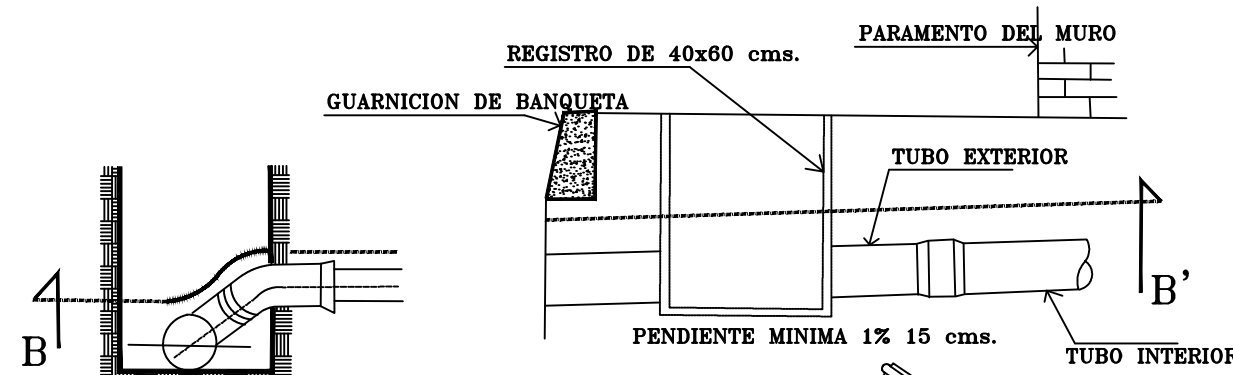 PARAMENTO DEL MURO
REGISTRO DE 40x60 cms.
GUARNICION DE BANQUETA
TUBO EXTERIOR
B'
B
PENDIENTE MINIMA 1% 15 cms.
TUBO INTERIOR